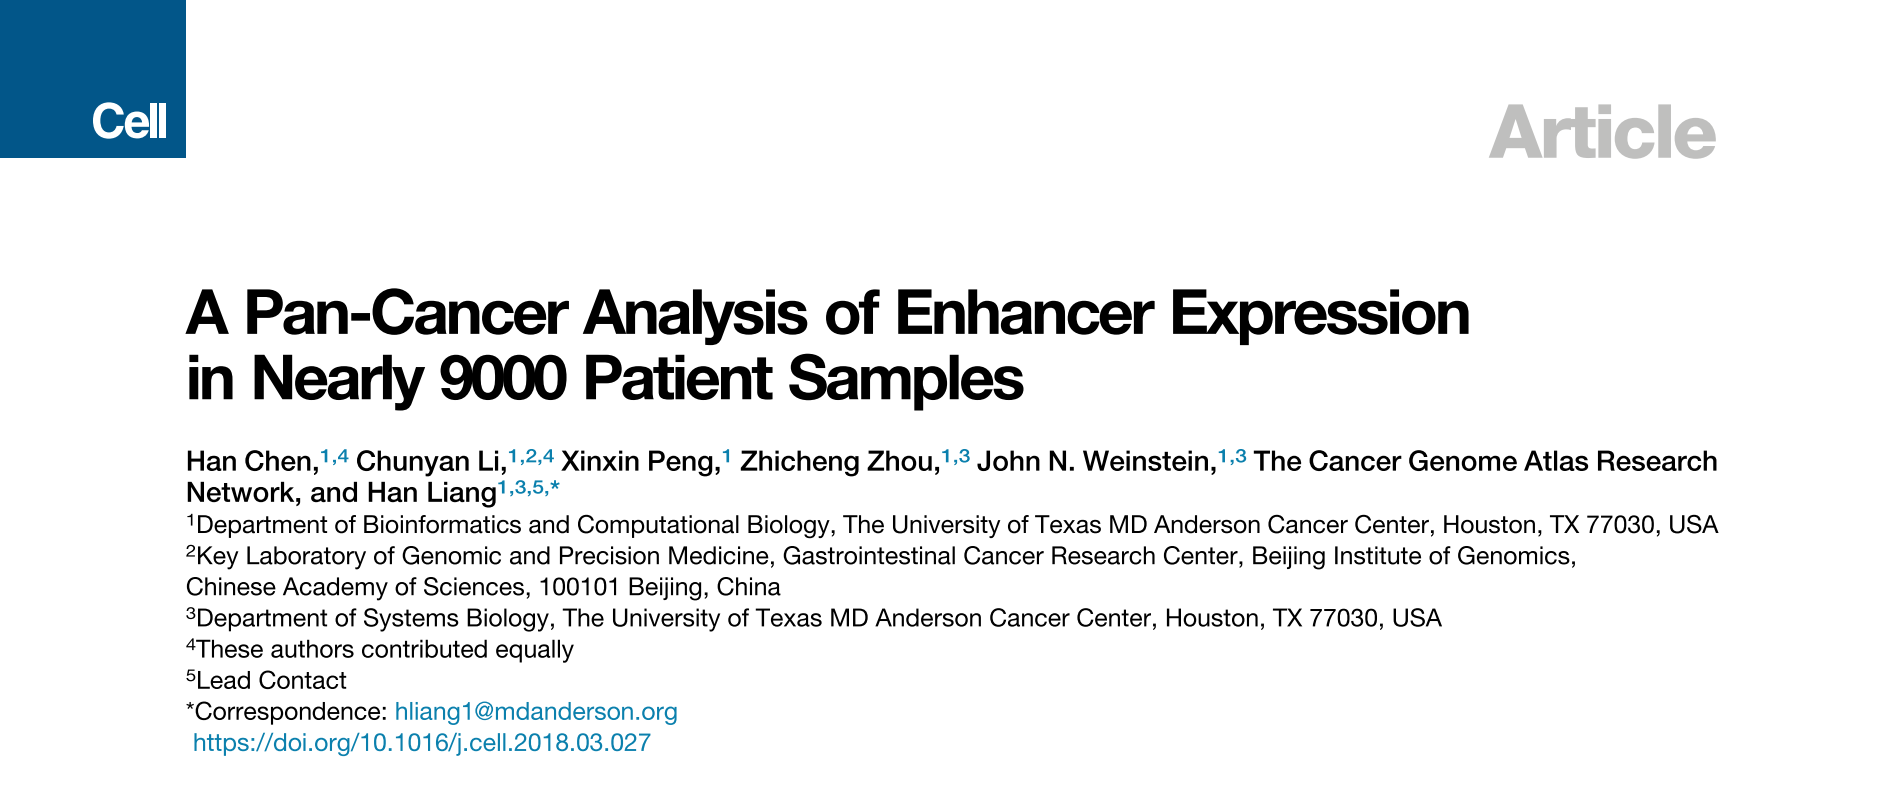 Cell
Article
A Pan-Cancer Analysis of Enhancer Expression
in Nearly 9000 Patient Samples
Han Chen,1,4 Chunyan Li,1,2,4 Xinxin Peng,1 Zhicheng Zhou,1,3 John N. Weinstein,1,3 The Cancer Genome Atlas Research
Network, and Han Liang1,3,5,*
1Department of Bioinformatics and Computational Biology, The University of Texas MD Anderson Cancer Center, Houston, TX 77030, USA
2Key Laboratory of Genomic and Precision Medicine, Gastrointestinal Cancer Research Center, Beijing Institute of Genomics,
Chinese Academy of Sciences, 100101 Beijing, China
3Department of Systems Biology, The University of Texas MD Anderson Cancer Center, Houston, TX 77030, USA
4These authors contributed equally
5Lead Contact
*Correspondence: hliang1@mdanderson.org
https://doi.org/10.1016/j.cell.2018.03.027